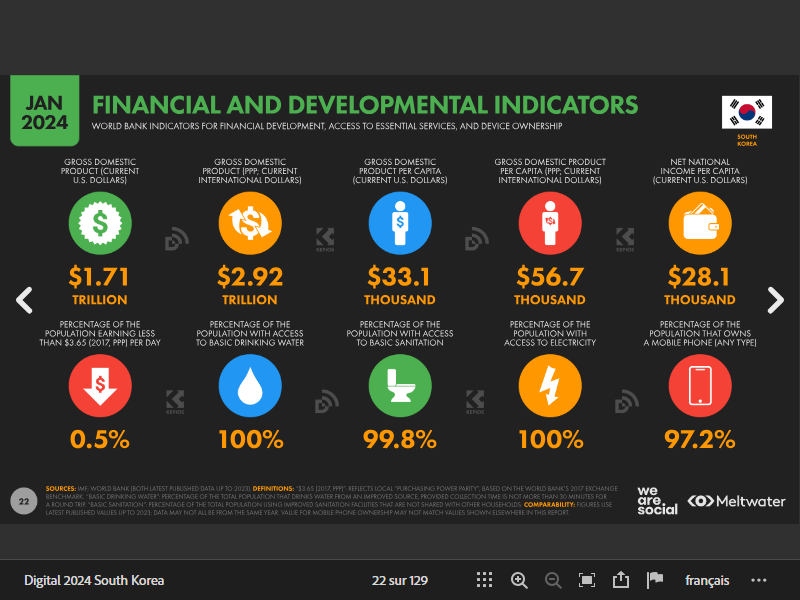 JAN
2024
FINANCIAL AND DEVELOPMENTAL INDICATORS
WORLD BANK INDICATORS FOR FINANCIAL DEVELOPMENT, ACCESS TO ESSENTIAL SERVICES, AND DEVICE OWNERSHIP
SOUTH
KOREA
GROSS DOMESTIC
PRODUCT (CURRENT
U.S. DOLLARS)
$1.71
TRILLION
GROSS DOMESTIC
PRODUCT (PPP; CURRENT
INTERNATIONAL DOLLARS)
$2.92
TRILLION
GROSS DOMESTIC
PRODUCT PER CAPITA
(CURRENT U.S. DOLLARS)
$33.1
THOUSAND
GROSS DOMESTIC PRODUCT
PER CAPITA (PPP; CURRENT
INTERNATIONAL DOLLARS)
$56.7
THOUSAND
NET NATIONAL
INCOME PER CAPITA
(CURRENT U.S. DOLLARS)
$28.1
THOUSAND
PERCENTAGE OF THE
POPULATION EARNING LESS
THAN $3.65 (2017, PPP) PER DAY
0.5%
PERCENTAGE OF THE
POPULATION WITH ACCESS
TO BASIC DRINKING WATER
100%
PERCENTAGE OF THE
POPULATION WITH ACCESS
TO BASIC SANITATION
99.8%
PERCENTAGE OF THE
POPULATION WITH
ACCESS TO ELECTRICITY
100%
PERCENTAGE OF THE
POPULATION THAT OWNS
A MOBILE PHONE (ANY TYPE)
97.2%
KEPIOS
KEPIOS
KEPIOS
KEPIOS
22
SOURCES: IMF; WORLD BANK (BOTH LATEST PUBLISHED DATA UP TO 2023). DEFINITIONS: "$3.65 (2017, PPP)": REFLECTS LOCAL "PURCHASING POWER PARITY", BASED ON THE WORLD BANK'S 2017 EXCHANGE
BENCHMARK. "BASIC DRINKING WATER": PERCENTAGE OF THE TOTAL POPULATION THAT DRINKS WATER FROM AN IMPROVED SOURCE, PROVIDED COLLECTION TIME IS NOT MORE THAN 30 MINUTES FOR
A ROUND TRIP. "BASIC SANITATION": PERCENTAGE OF THE TOTAL POPULATION USING IMPROVED SANITATION FACILITIES THAT ARE NOT SHARED WITH OTHER HOUSEHOLDS. COMPARABILITY: FIGURES USE
LATEST PUBLISHED VALUES UP TO 2023; DATA MAY NOT ALL BE FROM THE SAME YEAR. VALUE FOR MOBILE PHONE OWNERSHIP MAY NOT MATCH VALUES SHOWN ELSEWHERE IN THIS REPORT.
we
are.
social
Meltwater
Digital 2024 South Korea
22 sur 129
français